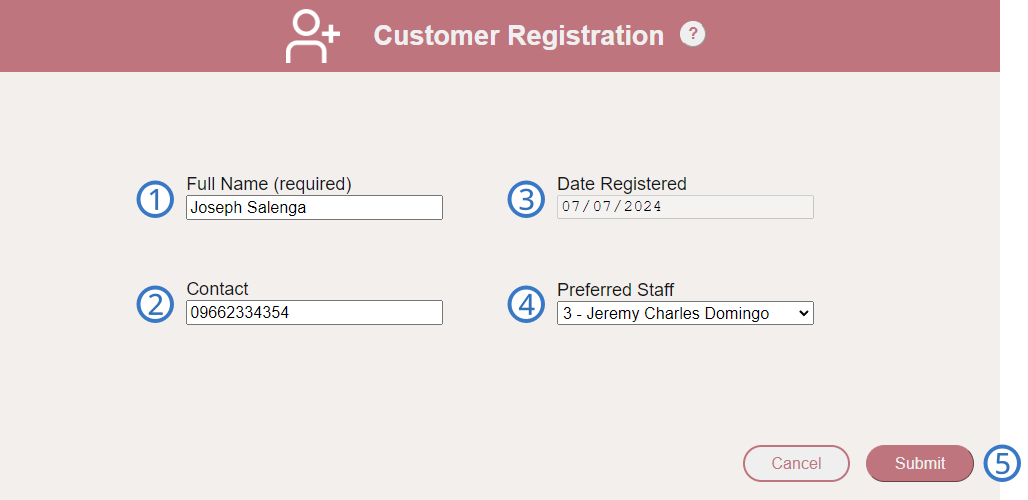 Customer Registration ?
1 Full Name (required)
Joseph Salenga
3 Date Registered
07/07/2024
2 Contact
09662334354
4 Preferred Staff
3 - Jeremy Charles Domingo
Cancel Submit 5